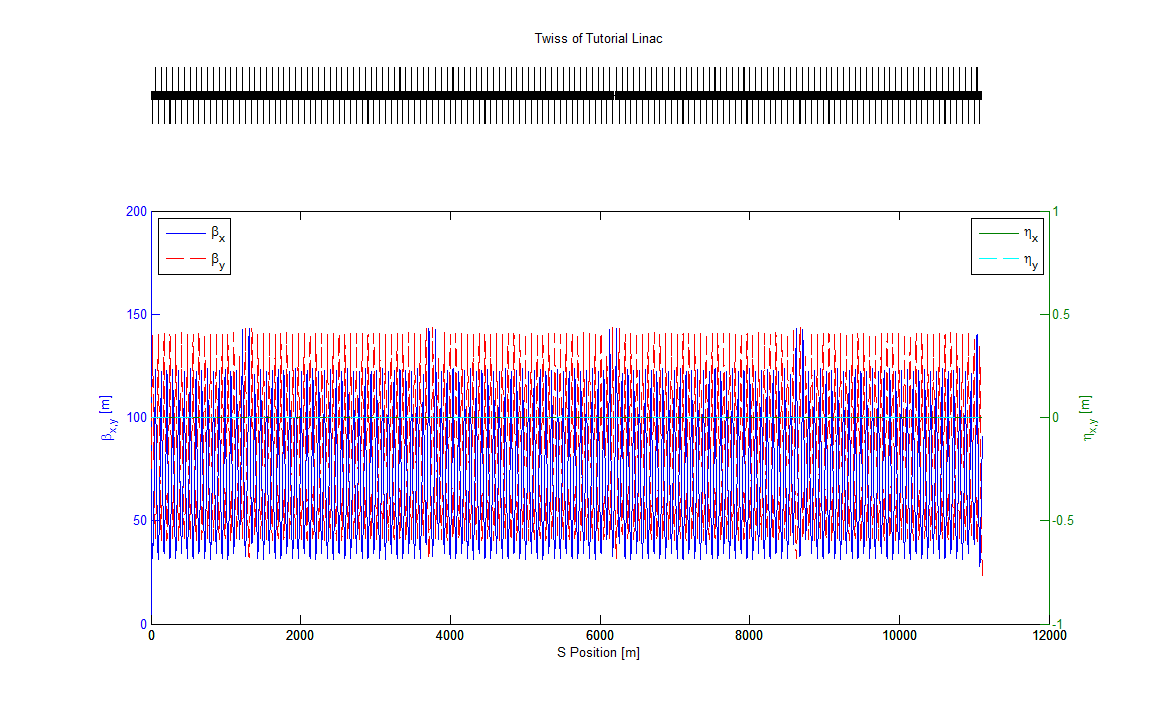 Twiss of Tutorial Linac
200
150
100
50
0
β_x,y [m]
β_x
β_y
η_x
η_y
1
0.5
0
-0.5
-1
η_x,y [m]
0 2000 4000 6000 8000 10000 12000
S Position [m]